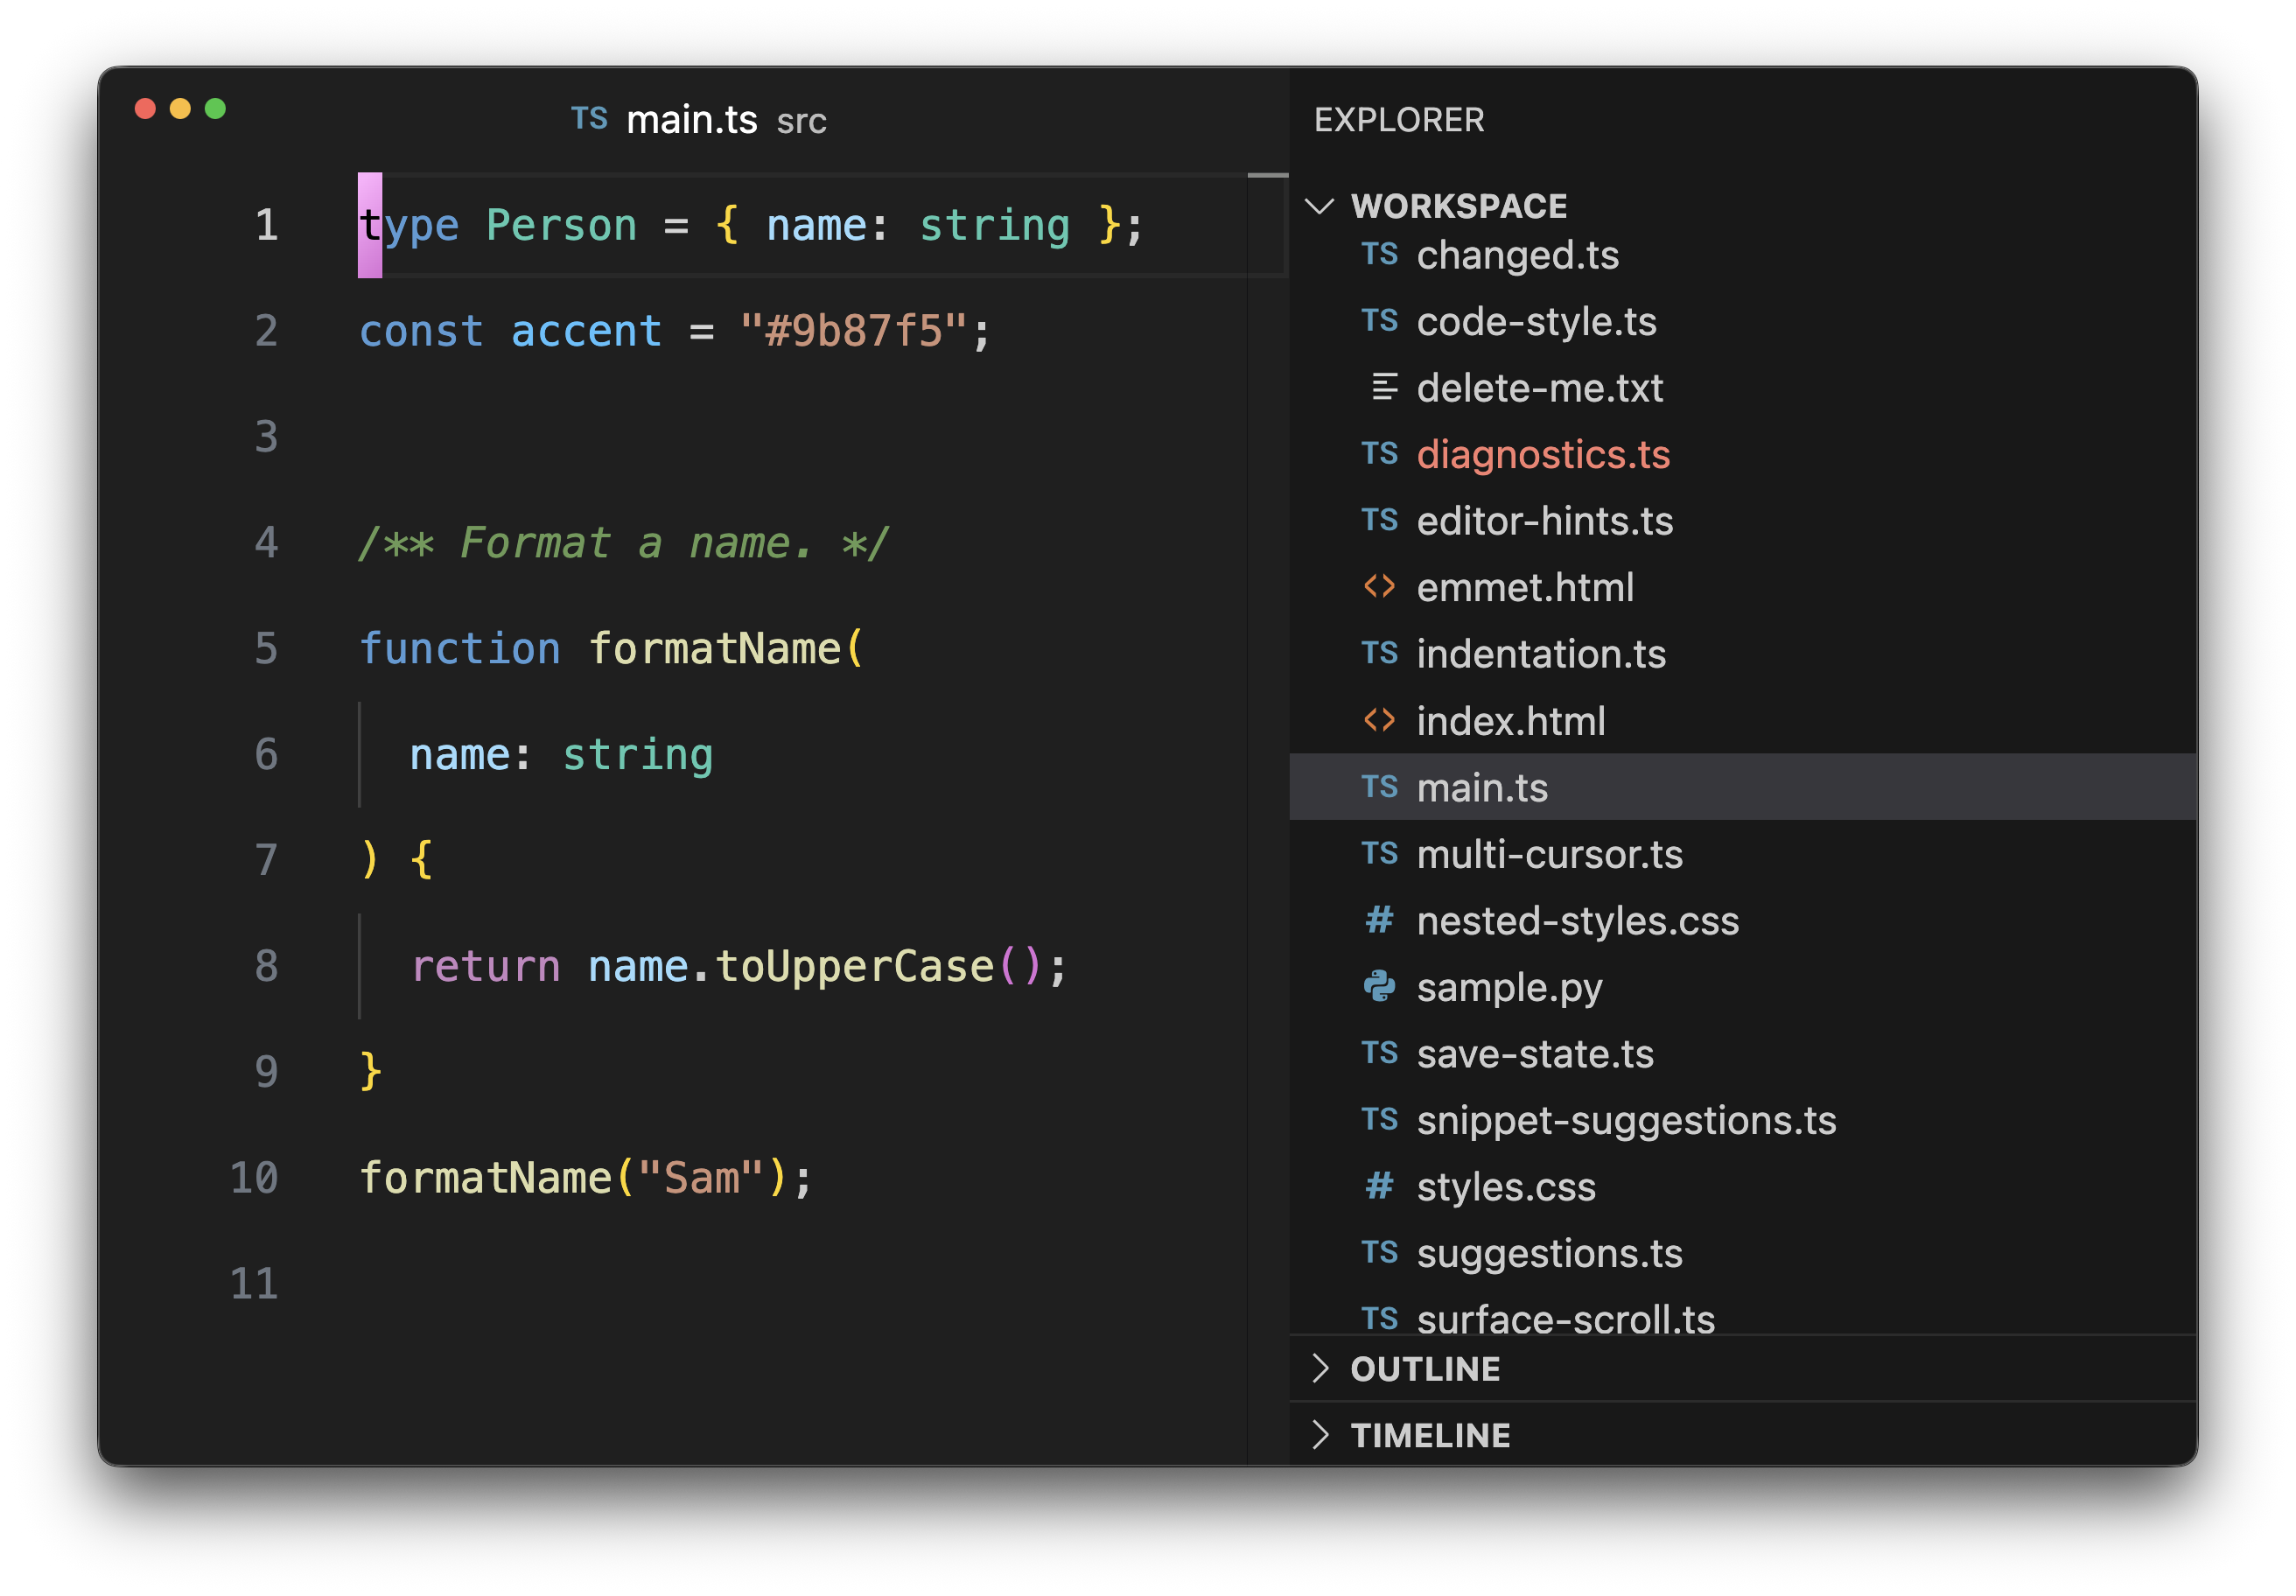 TS main.ts src
1 type Person = { name: string };
2 const accent = "#9b87f5";
3
4 /** Format a name. */
5 function formatName(
6   name: string
7 ) {
8   return name.toUpperCase();
9 }
10 formatName("Sam");
11
EXPLORER
WORKSPACE
TS changed.ts
TS code-style.ts
delete-me.txt
TS diagnostics.ts
TS editor-hints.ts
<> emmet.html
TS indentation.ts
<> index.html
TS main.ts
TS multi-cursor.ts
# nested-styles.css
sample.py
TS save-state.ts
TS snippet-suggestions.ts
# styles.css
TS suggestions.ts
TS surface-scroll.ts
OUTLINE
TIMELINE